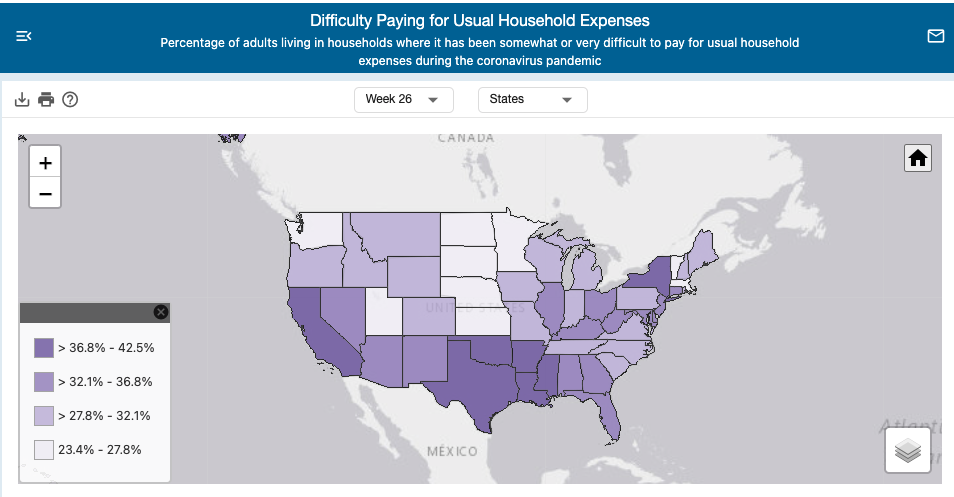 Difficulty Paying for Usual Household Expenses
Percentage of adults living in households where it has been somewhat or very difficult to pay for usual household
expenses during the coronavirus pandemic
Week 26
States
CANADA
+
−
UNITED STATES
> 36.8% - 42.5%
> 32.1% - 36.8%
> 27.8% - 32.1%
23.4% - 27.8%
MÉXICO